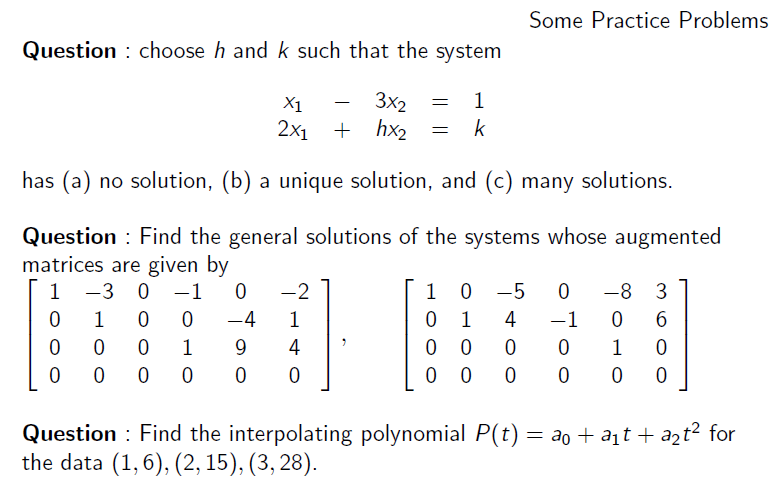 Some Practice Problems
Question : choose h and k such that the system
x₁ − 3x₂ = 1
2x₁ + hx₂ = k
has (a) no solution, (b) a unique solution, and (c) many solutions.
Question : Find the general solutions of the systems whose augmented
matrices are given by
[ 1 −3 0 −1 0 −2 ] , [ 1 0 −5 0 −8 3 ]
[ 0 1 0 0 −4 1 ] [ 0 1 4 −1 0 6 ]
[ 0 0 0 1 9 4 ] [ 0 0 0 0 1 0 ]
[ 0 0 0 0 0 0 ] [ 0 0 0 0 0 0 ]
Question : Find the interpolating polynomial P(t) = a₀ + a₁t + a₂t² for
the data (1, 6), (2, 15), (3, 28).